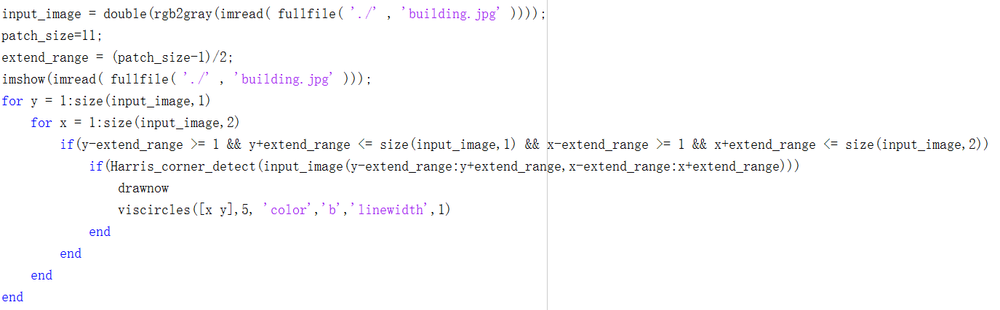 input_image = double(rgb2gray(imread( fullfile( './' , 'building.jpg' ))));
patch_size=11;
extend_range = (patch_size-1)/2;
imshow(imread( fullfile( './' , 'building.jpg' )));
for y = 1:size(input_image,1)
    for x = 1:size(input_image,2)
        if(y-extend_range >= 1 && y+extend_range <= size(input_image,1) && x-extend_range >= 1 && x+extend_range <= size(input_image,2))
            if(Harris_corner_detect(input_image(y-extend_range:y+extend_range,x-extend_range:x+extend_range)))
                drawnow
                viscircles([x y],5, 'color','b','linewidth',1)
            end
        end
    end
end